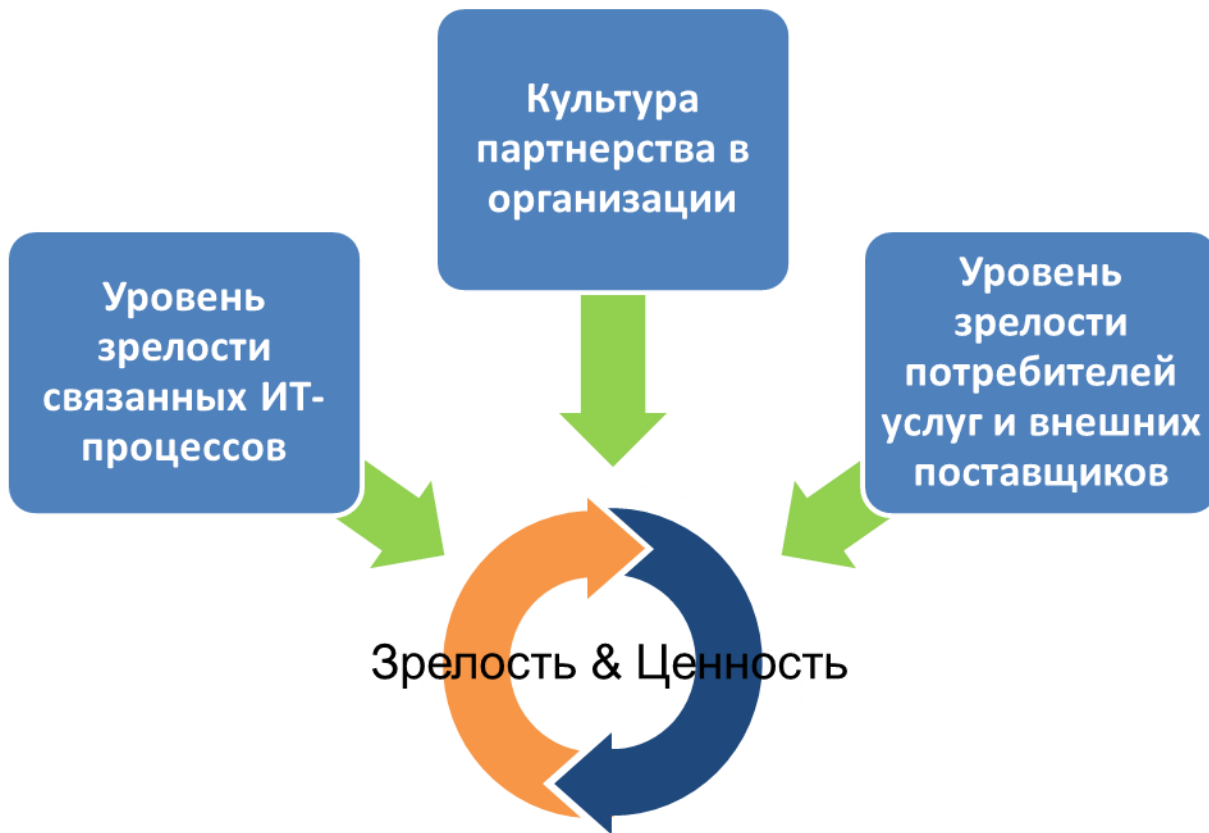 Культура
партнерства в
организации
Уровень
зрелости
связанных ИТ-
процессов
Уровень
зрелости
потребителей
услуг и внешних
поставщиков
Зрелость & Ценность